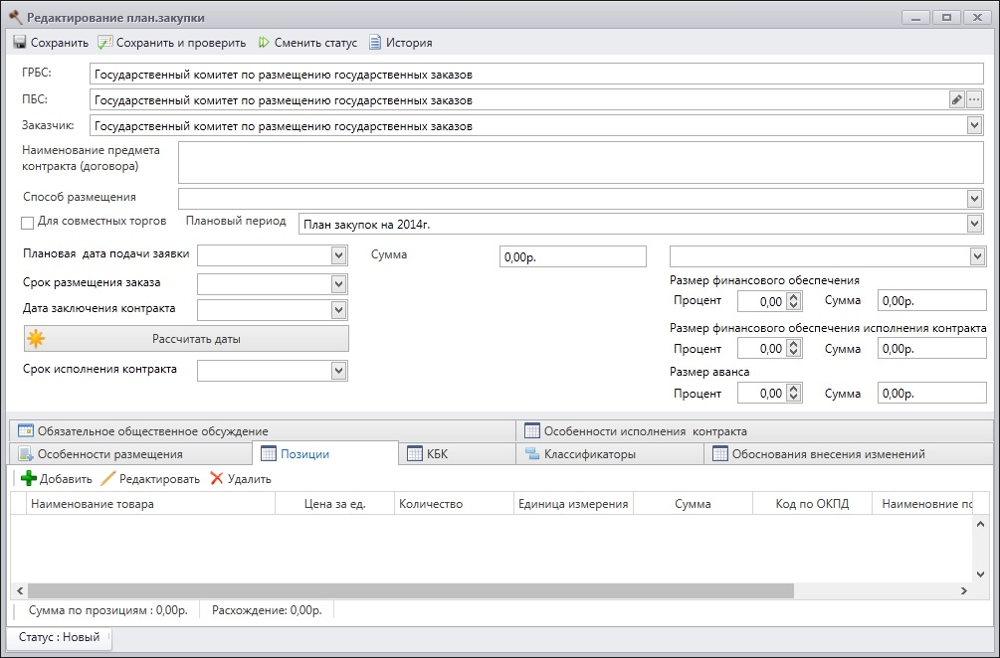 Редактирование план.закупки
Сохранить Сохранить и проверить Сменить статус История
ГРБС: Государственный комитет по размещению государственных заказов
ПБС: Государственный комитет по размещению государственных заказов
Заказчик: Государственный комитет по размещению государственных заказов
Наименование предмета
контракта (договора)
Способ размещения
Для совместных торгов Плановый период План закупок на 2014г.
Плановая дата подачи заявки Сумма 0,00р.
Срок размещения заказа Размер финансового обеспечения
Процент 0,00 Сумма 0,00р.
Дата заключения контракта
Размер финансового обеспечения исполнения контракта
Рассчитать даты
Процент 0,00 Сумма 0,00р.
Срок исполнения контракта Размер аванса
Процент 0,00 Сумма 0,00р.
Обязательное общественное обсуждение Особенности исполнения контракта
Особенности размещения Позиции КБК Классификаторы Обоснования внесения изменений
Добавить Редактировать Удалить
Наименование товара Цена за ед. Количество Единица измерения Сумма Код по ОКПД Наименовние по
Сумма по прозициям : 0,00р. Расхождение: 0,00р.
Статус : Новый